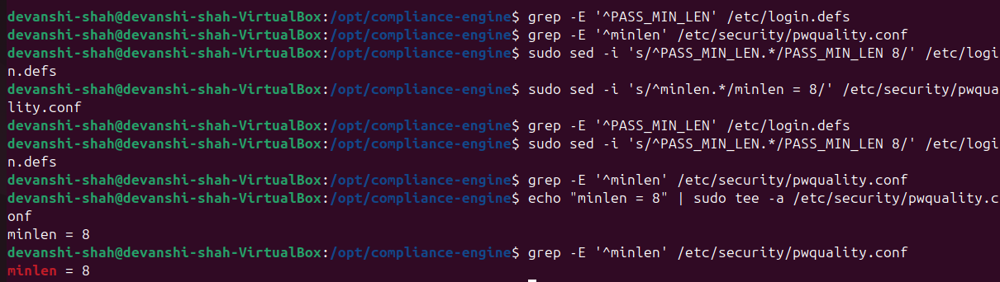 devanshi-shah@devanshi-shah-VirtualBox:/opt/compliance-engine$ grep -E '^PASS_MIN_LEN' /etc/login.defs
devanshi-shah@devanshi-shah-VirtualBox:/opt/compliance-engine$ grep -E '^minlen' /etc/security/pwquality.conf
devanshi-shah@devanshi-shah-VirtualBox:/opt/compliance-engine$ sudo sed -i 's/^PASS_MIN_LEN.*/PASS_MIN_LEN 8/' /etc/logi
n.defs
devanshi-shah@devanshi-shah-VirtualBox:/opt/compliance-engine$ sudo sed -i 's/^minlen.*/minlen = 8/' /etc/security/pwqua
lity.conf
devanshi-shah@devanshi-shah-VirtualBox:/opt/compliance-engine$ grep -E '^PASS_MIN_LEN' /etc/login.defs
devanshi-shah@devanshi-shah-VirtualBox:/opt/compliance-engine$ sudo sed -i 's/^PASS_MIN_LEN.*/PASS_MIN_LEN 8/' /etc/logi
n.defs
devanshi-shah@devanshi-shah-VirtualBox:/opt/compliance-engine$ grep -E '^minlen' /etc/security/pwquality.conf
devanshi-shah@devanshi-shah-VirtualBox:/opt/compliance-engine$ echo "minlen = 8" | sudo tee -a /etc/security/pwquality.c
onf
minlen = 8
devanshi-shah@devanshi-shah-VirtualBox:/opt/compliance-engine$ grep -E '^minlen' /etc/security/pwquality.conf
minlen = 8